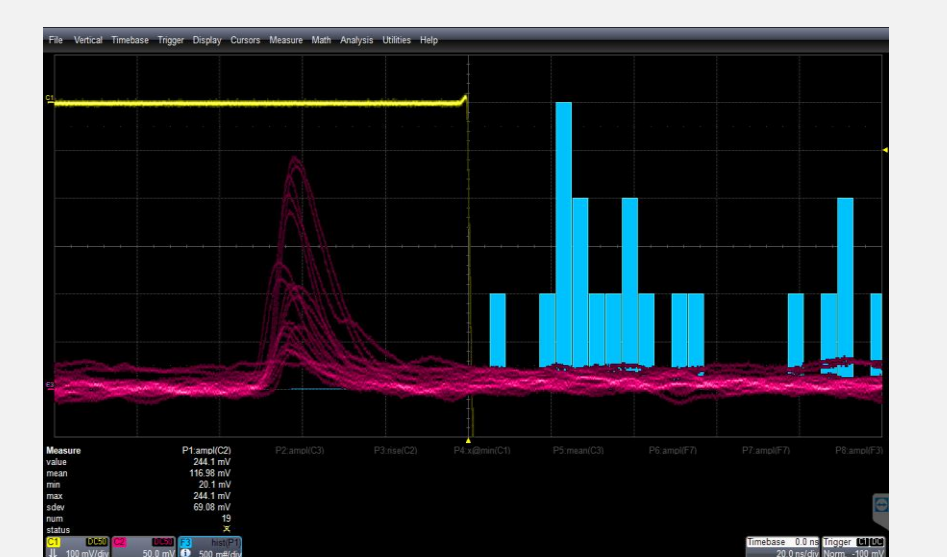 File Vertical Timebase Trigger Display Cursors Measure Math Analysis Utilities Help
C1
F3
Measure P1:ampl(C2) P2:ampl(C3) P3:rise(C2) P4:x@min(C1) P5:mean(C3) P6:ampl(F7) P7:ampl(F7) P8:ampl(F3)
value 244.1 mV
mean 116.98 mV
min 20.1 mV
max 244.1 mV
sdev 69.08 mV
num 19
status
C1 DC50 C2 DC50 F3 hist(P1) Timebase 0.0 ns Trigger C1 DC
100 mV/div 50.0 mV 500 m#/div 20.0 ns/div Norm -100 mV